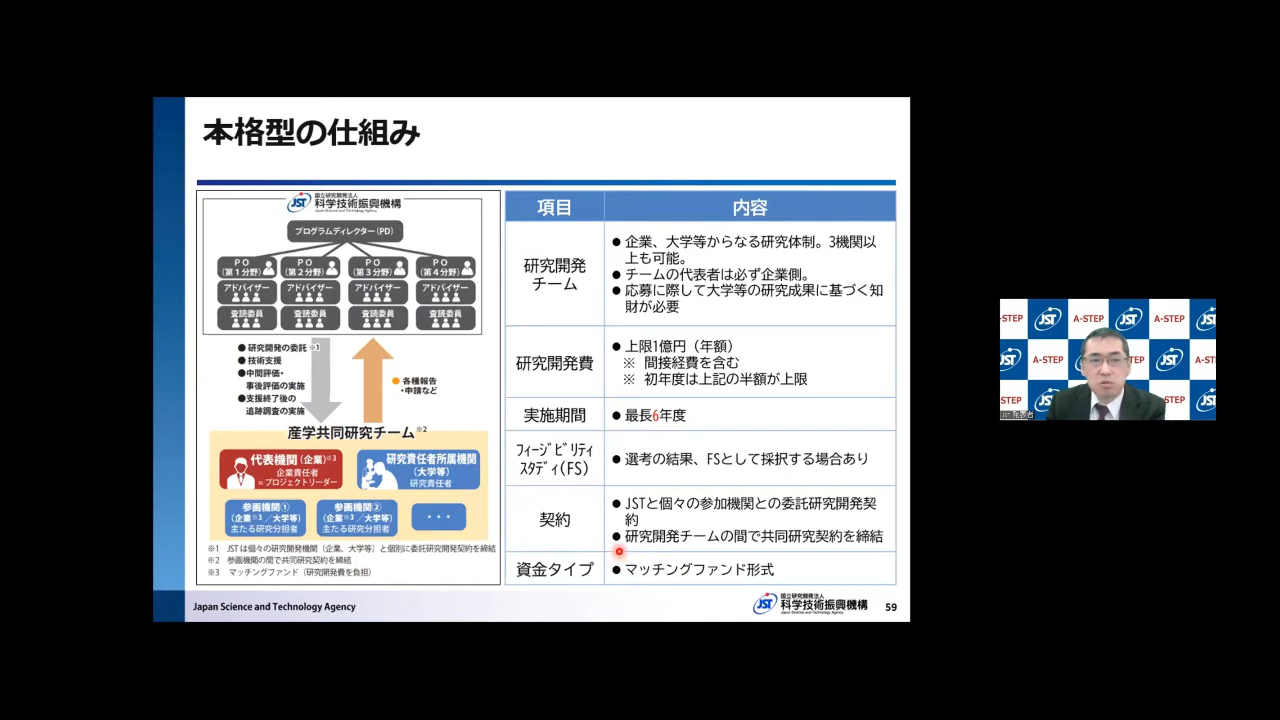 本格型の仕組み
JST
国立研究開発法人
科学技術振興機構
Japan Science and Technology Agency
プログラムディレクター(PD)
PO
(第1分野)
PO
(第2分野)
PO
(第3分野)
PO
(第4分野)
アドバイザー
アドバイザー
アドバイザー
アドバイザー
査読委員
査読委員
査読委員
査読委員
●研究開発の委託※1
●技術支援
●中間評価・
事後評価の実施
●支援終了後の
追跡調査の実施
●各種報告
・申請など
産学共同研究チーム※2
代表機関(企業)※3
企業責任者
=プロジェクトリーダー
研究責任者所属機関
(大学等)
研究責任者
参画機関①
(企業※3/大学等)
主たる研究分担者
参画機関②
(企業※3/大学等)
主たる研究分担者
・・・
※1 JSTは個々の研究開発機関(企業、大学等)と個別に委託研究開発契約を締結
※2 参画機関の間で共同研究契約を締結
※3 マッチングファンド(研究開発費を負担)
項目 内容
研究開発
チーム
●企業、大学等からなる研究体制。3機関以
上も可能。
●チームの代表者は必ず企業側。
●応募に際して大学等の研究成果に基づく知
財が必要
研究開発費
●上限1億円(年額)
※ 間接経費を含む
※ 初年度は上記の半額が上限
実施期間
●最長6年度
ﾌｨｰｼﾞﾋﾞﾘﾃｨ
ｽﾀﾃﾞｨ(FS)
●選考の結果、FSとして採択する場合あり
契約
●JSTと個々の参加機関との委託研究開発契
約
●研究開発チームの間で共同研究契約を締結
資金タイプ
●マッチングファンド形式
Japan Science and Technology Agency
JST
国立研究開発法人
科学技術振興機構
Japan Science and Technology Agency
59
A-STEP
JST
A-STEP
JST
A-STEP
JST
JST
A-STEP
JST
A-STEP
JST
A-STEP
JST
JST 発表者